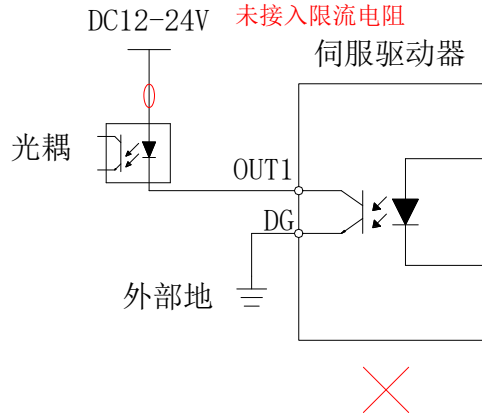 DC12-24V
未接入限流电阻
伺服驱动器
光耦
OUT1
DG
外部地